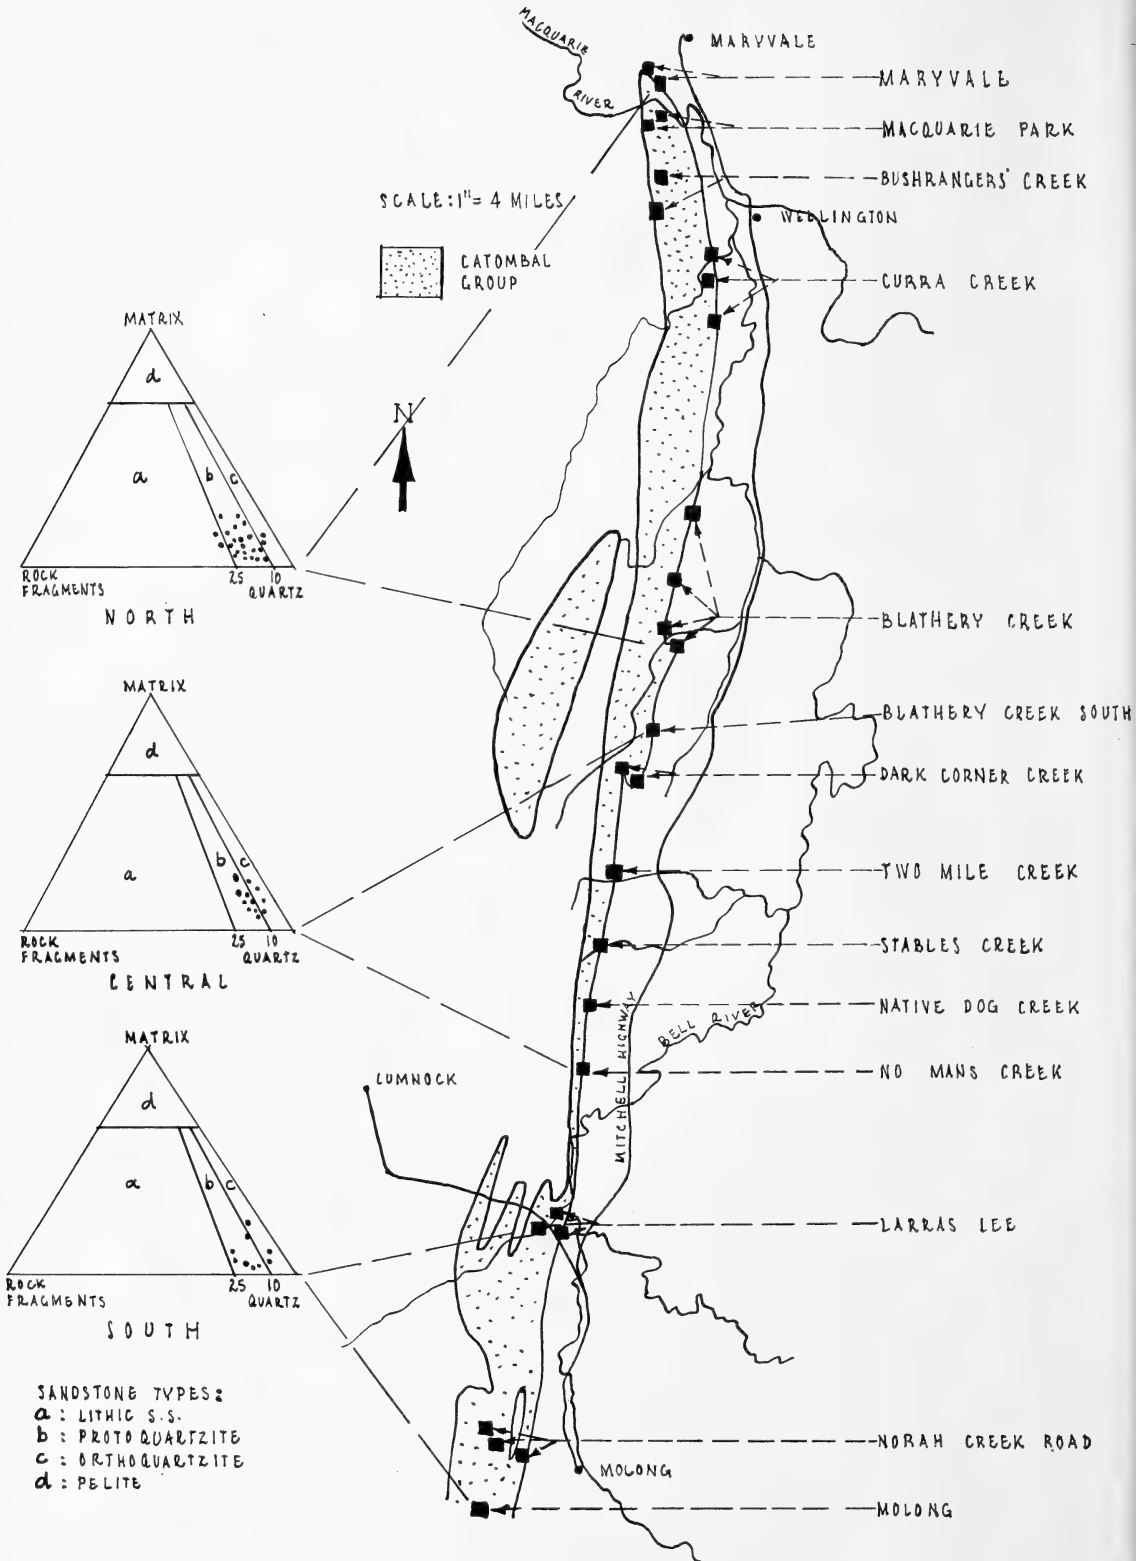 MACQUARIE
RIVER
MARYVALE
MARYVALE
MACQUARIE PARK
BUSHRANGERS' CREEK
SCALE: 1" = 4 MILES
WELLINGTON
CATOMBAL
GROUP
CURRA CREEK
N
MATRIX
d
a b c
ROCK
FRAGMENTS
25 10
QUARTZ
NORTH
BLATHERY CREEK
MATRIX
d
a b c
ROCK
FRAGMENTS
25 10
QUARTZ
CENTRAL
BLATHERY CREEK SOUTH
DARK CORNER CREEK
TWO MILE CREEK
STABLES CREEK
NATIVE DOG CREEK
BELL RIVER
MITCHELL HIGHWAY
NO MANS CREEK
CUMNOCK
MATRIX
d
a b c
ROCK
FRAGMENTS
25 10
QUARTZ
SOUTH
LARRAS LEE
SANDSTONE TYPES:
a : LITHIC S.S.
b : PROTOQUARTZITE
c : ORTHOQUARTZITE
d : PELITE
NORAH CREEK ROAD
MOLONG
MOLONG